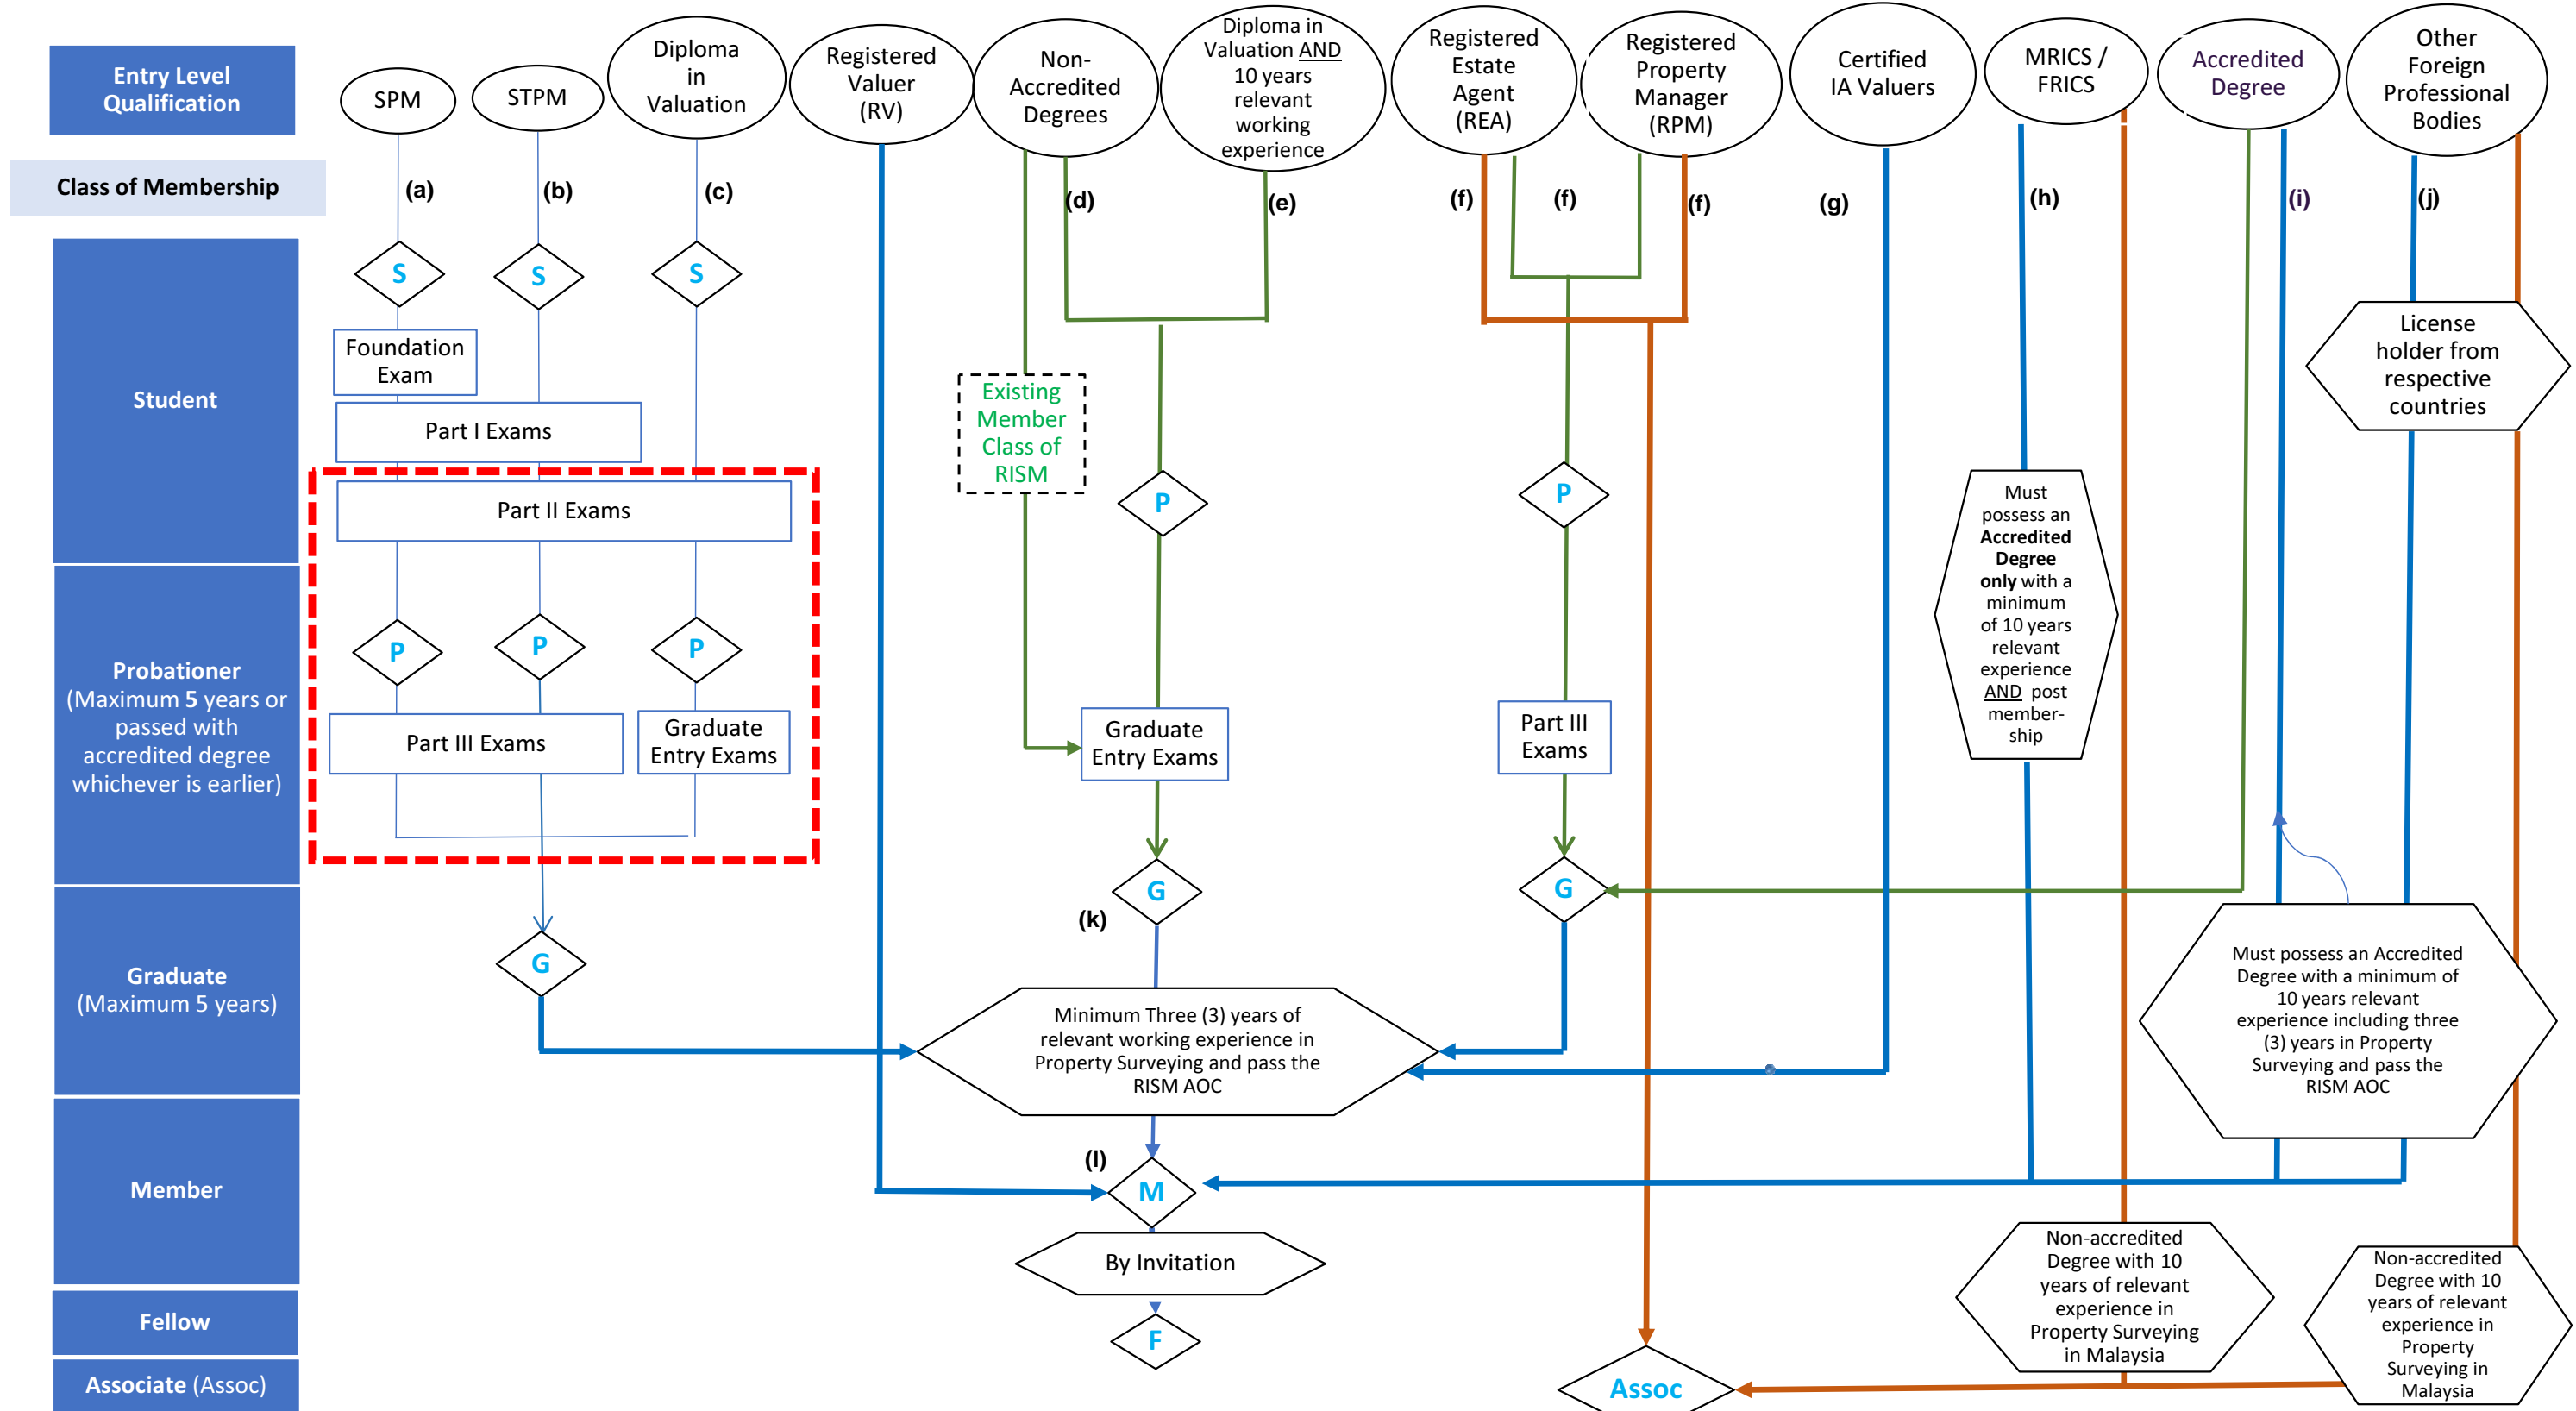 Entry Level
Qualification
SPM
STPM
Diploma
in
Valuation
Registered
Valuer
(RV)
Non-
Accredited
Degrees
Diploma in
Valuation AND
10 years
relevant
working
experience
Registered
Estate
Agent
(REA)
Registered
Property
Manager
(RPM)
Certified
IA Valuers
MRICS /
FRICS
Accredited
Degree
Other
Foreign
Professional
Bodies
Class of Membership
(a)
(b)
(c)
(d)
(e)
(f)
(f)
(f)
(g)
(h)
(i)
(j)
Student
S
S
S
Foundation
Exam
Part I Exams
Part II Exams
Existing
Member
Class of
RISM
P
P
License
holder from
respective
countries
Must
possess an
Accredited
Degree
only with a
minimum
of 10 years
relevant
experience
AND post
member-
ship
Probationer
(Maximum 5 years or
passed with
accredited degree
whichever is earlier)
P
P
P
Part III Exams
Graduate
Entry Exams
Graduate
Entry Exams
Part III
Exams
G
G
(k)
Graduate
(Maximum 5 years)
G
Minimum Three (3) years of
relevant working experience in
Property Surveying and pass the
RISM AOC
Must possess an Accredited
Degree with a minimum of
10 years relevant
experience including three
(3) years in Property
Surveying and pass the
RISM AOC
Member
(l)
M
By Invitation
Non-accredited
Degree with 10
years of relevant
experience in
Property Surveying
in Malaysia
Non-accredited
Degree with 10
years of relevant
experience in
Property
Surveying in
Malaysia
Fellow
F
Associate (Assoc)
Assoc